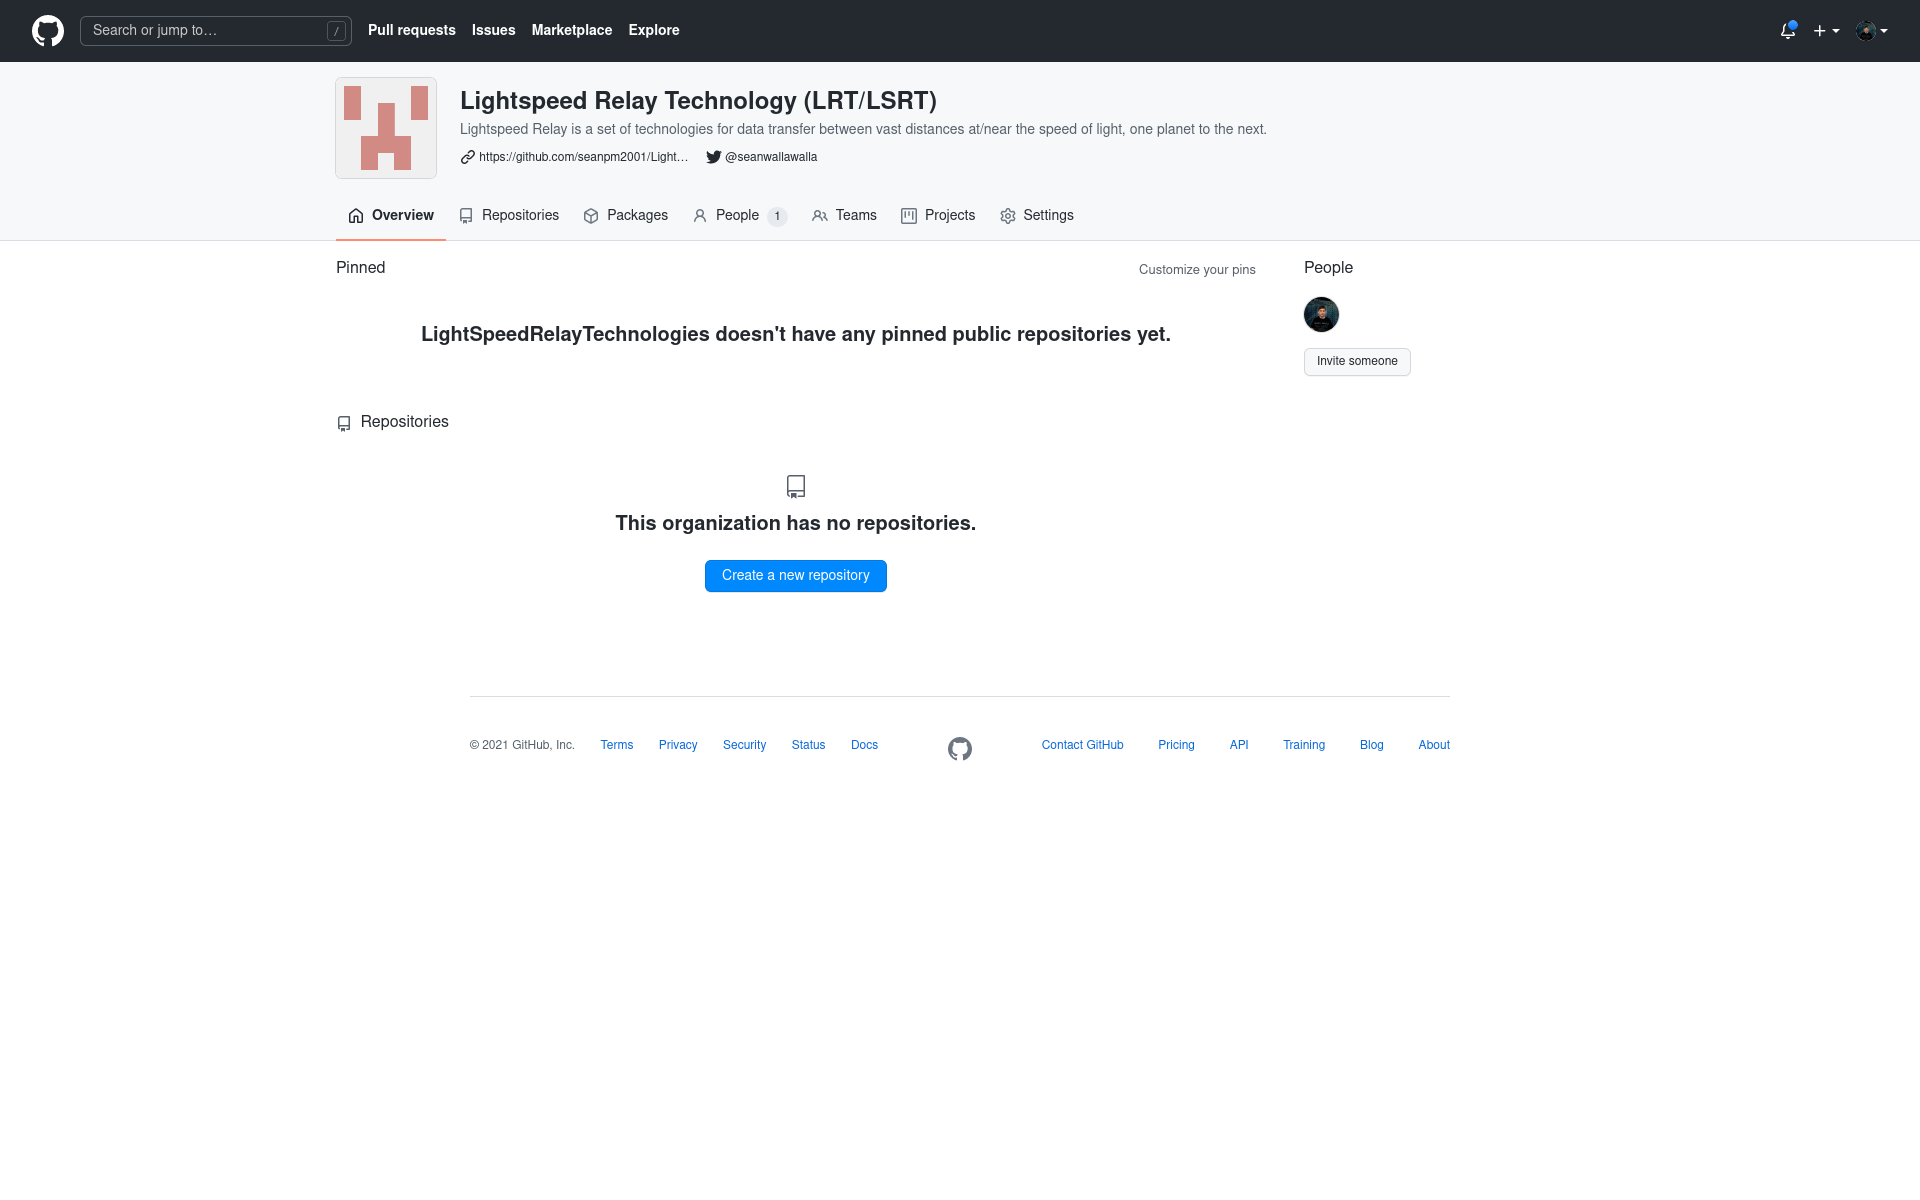 Search or jump to…
/
Pull requests
Issues
Marketplace
Explore
Lightspeed Relay Technology (LRT/LSRT)
Lightspeed Relay is a set of technologies for data transfer between vast distances at/near the speed of light, one planet to the next.
https://github.com/seanpm2001/Light…
@seanwallawalla
Overview
Repositories
Packages
People 1
Teams
Projects
Settings
Pinned
Customize your pins
LightSpeedRelayTechnologies doesn't have any pinned public repositories yet.
People
Invite someone
Repositories
This organization has no repositories.
Create a new repository
© 2021 GitHub, Inc.
Terms
Privacy
Security
Status
Docs
Contact GitHub
Pricing
API
Training
Blog
About